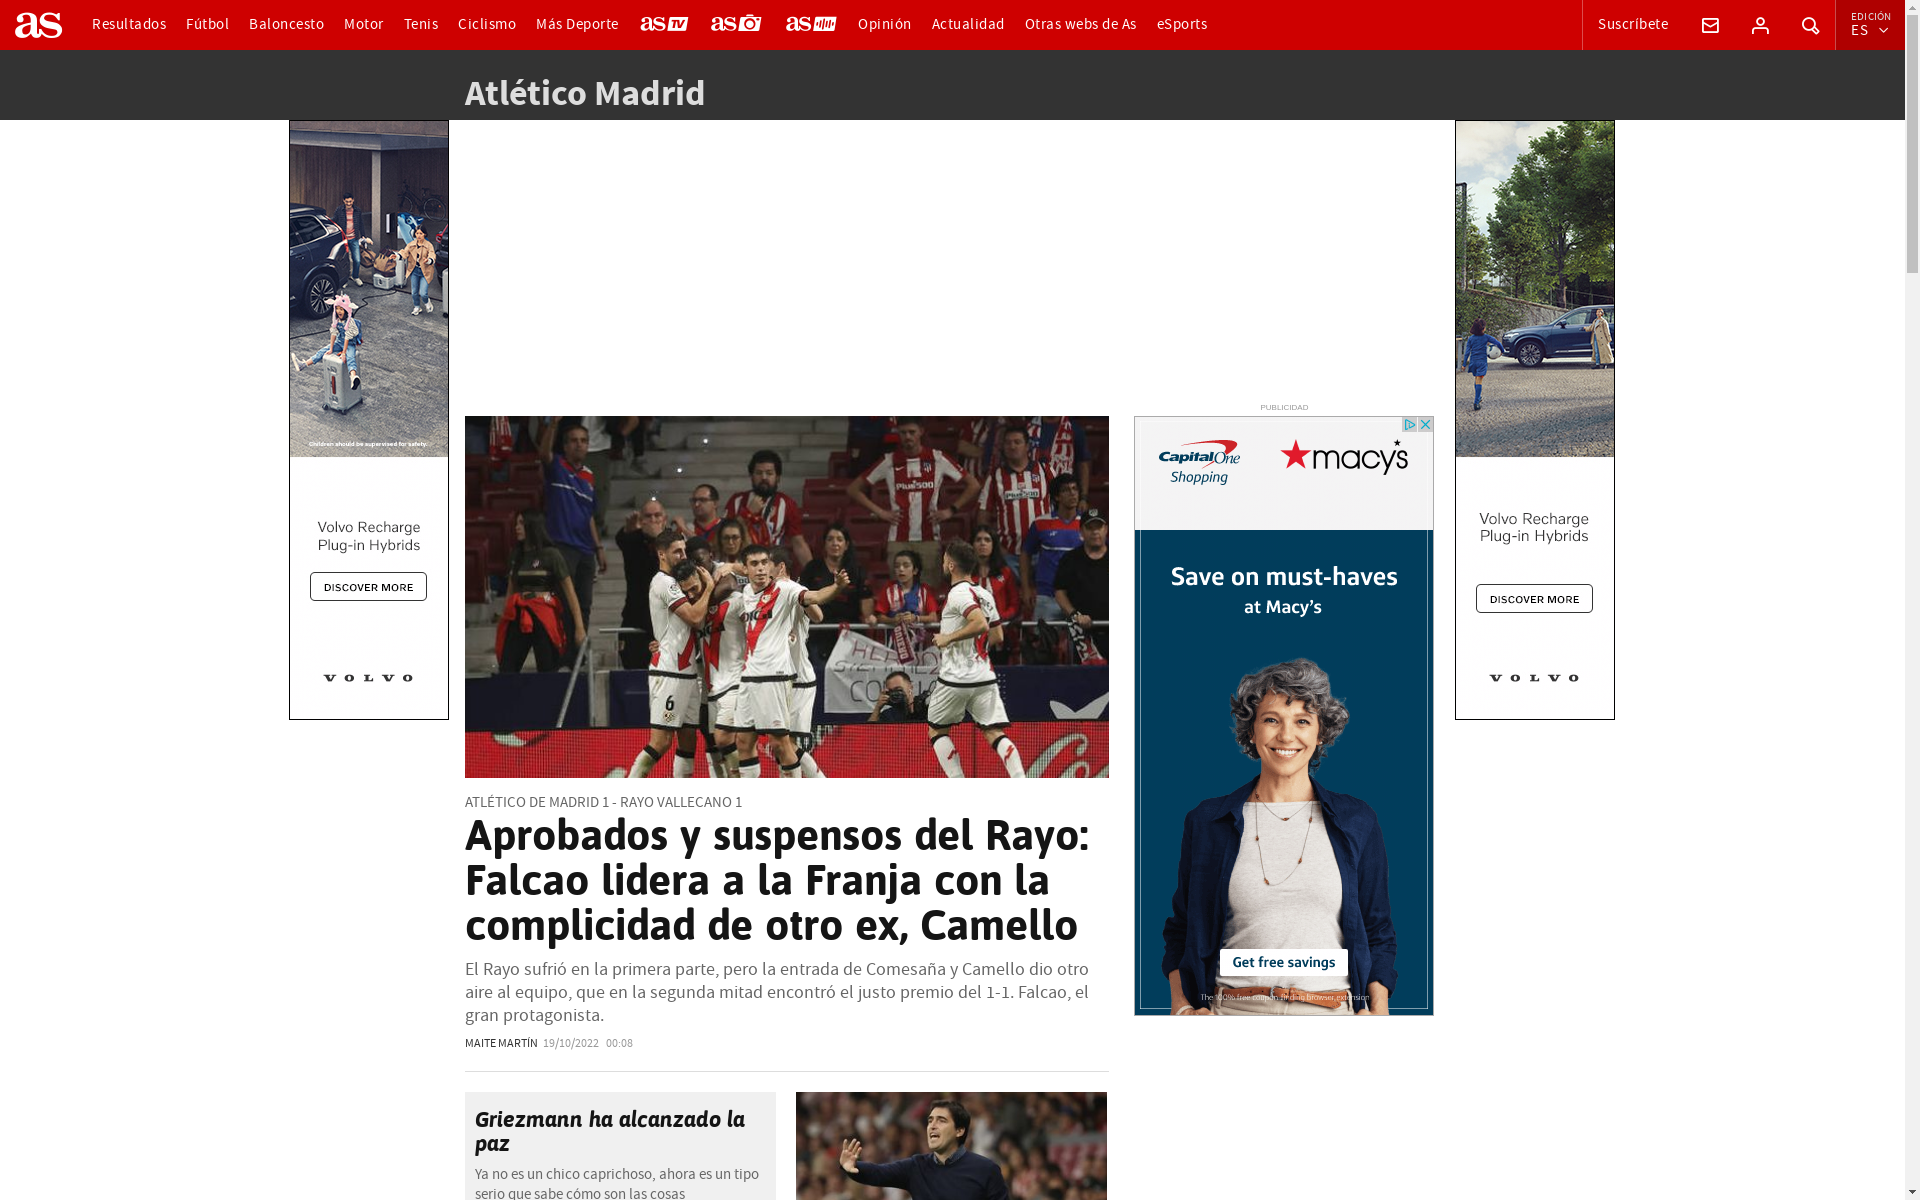 as
Resultados
Fútbol
Baloncesto
Motor
Tenis
Ciclismo
Más Deporte
as TV
as
as
Opinión
Actualidad
Otras webs de As
eSports
Suscríbete
EDICIÓN
ES
Atlético Madrid
Children should be supervised for safety.
Volvo Recharge
Plug-in Hybrids
DISCOVER MORE
VOLVO
PUBLICIDAD
CapitalOne
Shopping
macy's
Save on must-haves
at Macy's
Get free savings
The 100% free coupon-finding browser extension
Volvo Recharge
Plug-in Hybrids
DISCOVER MORE
VOLVO
Plus500
Plus500
6
ATLÉTICO DE MADRID 1 - RAYO VALLECANO 1
Aprobados y suspensos del Rayo:
Falcao lidera a la Franja con la
complicidad de otro ex, Camello
El Rayo sufrió en la primera parte, pero la entrada de Comesaña y Camello dio otro
aire al equipo, que en la segunda mitad encontró el justo premio del 1-1. Falcao, el
gran protagonista.
MAITE MARTÍN 19/10/2022 00:08
Griezmann ha alcanzado la
paz
Ya no es un chico caprichoso, ahora es un tipo
serio que sabe cómo son las cosas